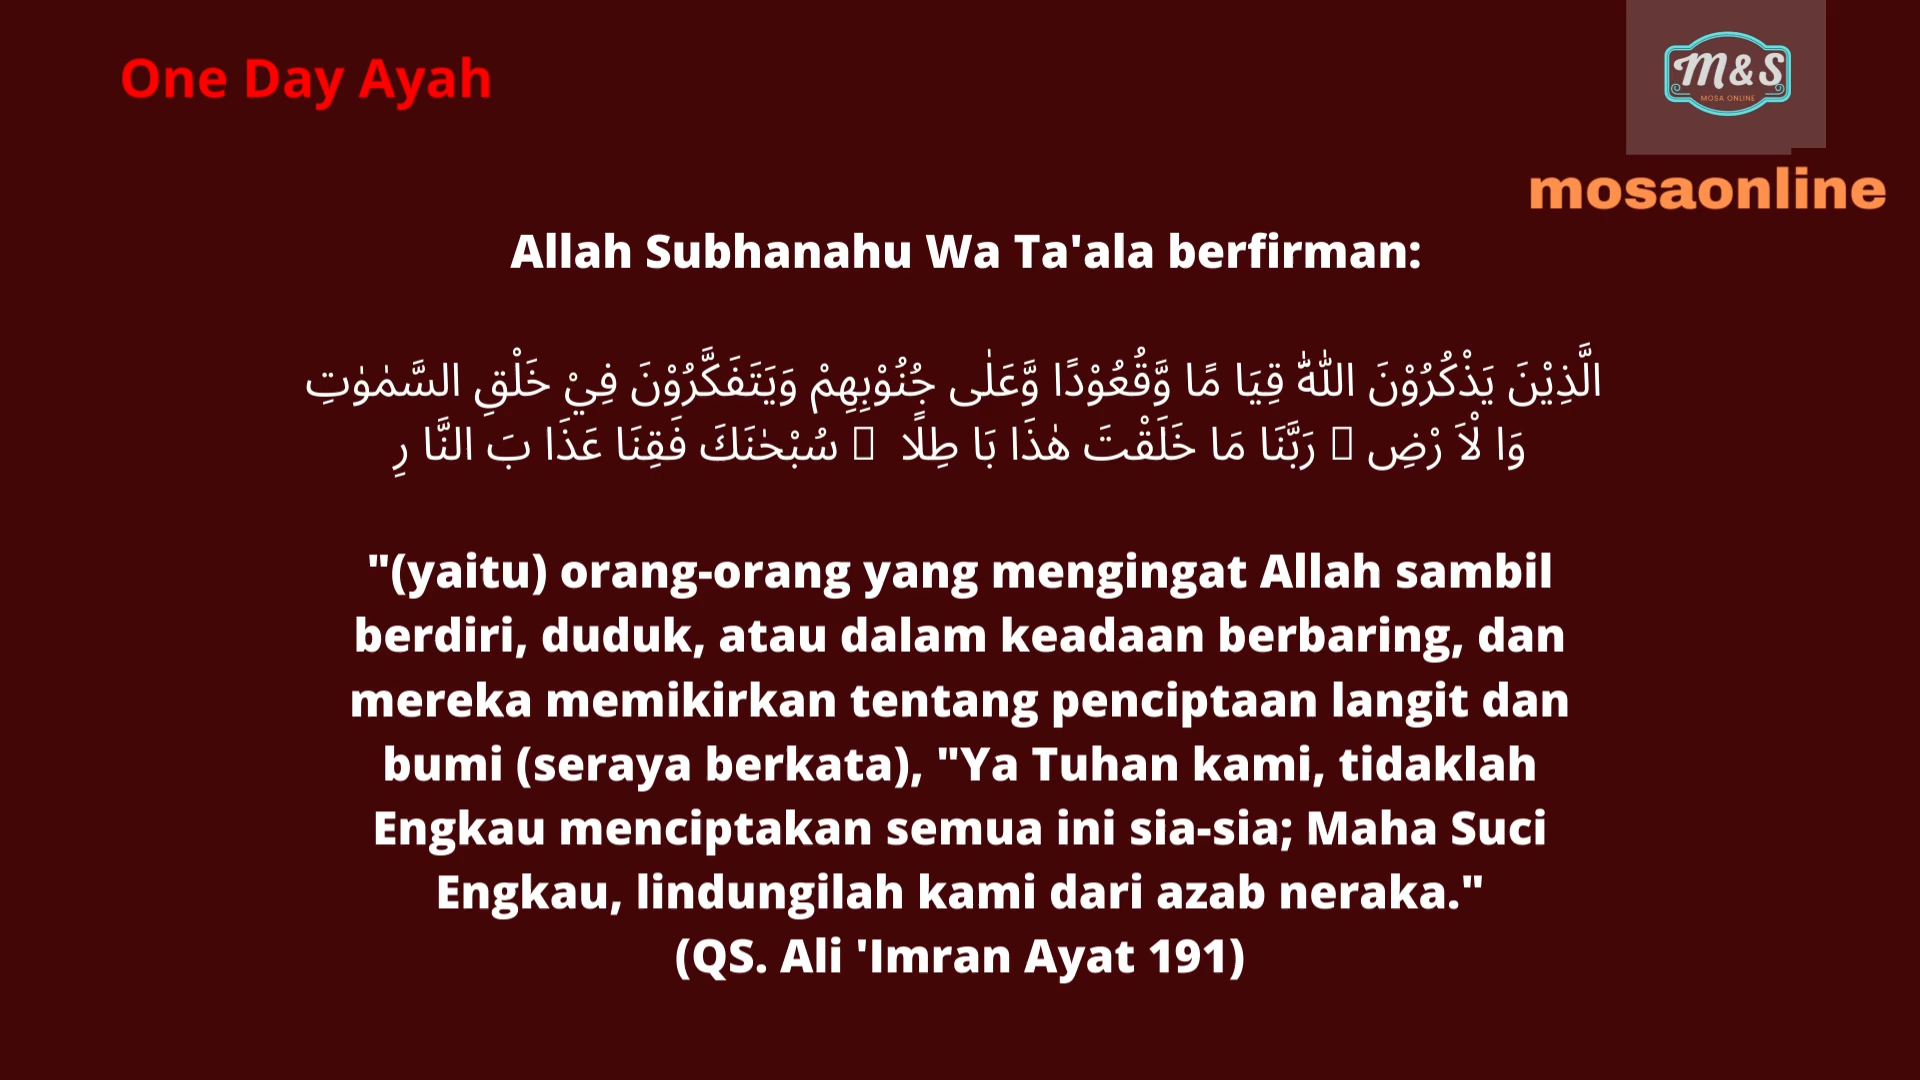 One Day Ayah
M&S
MOSA ONLINE
mosaonline
Allah Subhanahu Wa Ta'ala berfirman:
الَّذِيْنَ يَذْكُرُوْنَ اللّٰهَ قِيَا مًا وَّقُعُوْدًا وَّعَلٰى جُنُوْبِهِمْ وَيَتَفَكَّرُوْنَ فِيْ خَلْقِ السَّمٰوٰتِ
وَا لْاَ رْضِ ۚ رَبَّنَا مَا خَلَقْتَ هٰذَا بَا طِلًا ۚ سُبْحٰنَكَ فَقِنَا عَذَا بَ النَّا رِ
"(yaitu) orang-orang yang mengingat Allah sambil
berdiri, duduk, atau dalam keadaan berbaring, dan
mereka memikirkan tentang penciptaan langit dan
bumi (seraya berkata), "Ya Tuhan kami, tidaklah
Engkau menciptakan semua ini sia-sia; Maha Suci
Engkau, lindungilah kami dari azab neraka."
(QS. Ali 'Imran Ayat 191)